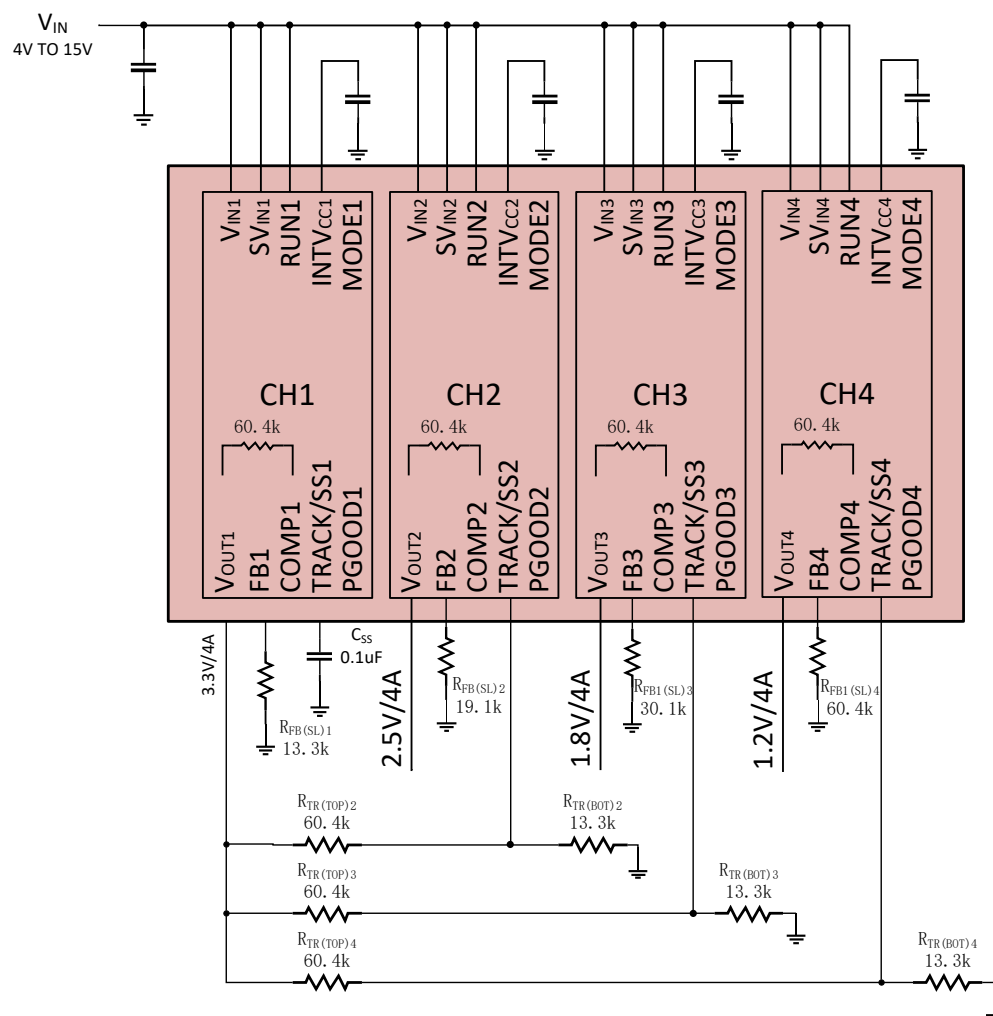 VIN
4V TO 15V
VIN1
SVIN1
RUN1
INTVCC1
MODE1
VIN2
SVIN2
RUN2
INTVCC2
MODE2
VIN3
SVIN3
RUN3
INTVCC3
MODE3
VIN4
SVIN4
RUN4
INTVCC4
MODE4
CH1
CH2
CH3
CH4
60.4k
60.4k
60.4k
60.4k
VOUT1
FB1
COMP1
TRACK/SS1
PGOOD1
VOUT2
FB2
COMP2
TRACK/SS2
PGOOD2
VOUT3
FB3
COMP3
TRACK/SS3
PGOOD3
VOUT4
FB4
COMP4
TRACK/SS4
PGOOD4
3.3V/4A
RFB(SL)1
13.3k
CSS
0.1uF
2.5V/4A
RFB(SL)2
19.1k
1.8V/4A
RFB1(SL)3
30.1k
1.2V/4A
RFB1(SL)4
60.4k
RTR(TOP)2
60.4k
RTR(BOT)2
13.3k
RTR(TOP)3
60.4k
RTR(BOT)3
13.3k
RTR(TOP)4
60.4k
RTR(BOT)4
13.3k